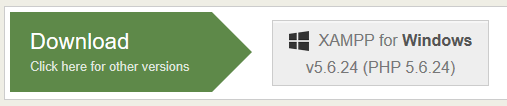 Download
Click here for other versions
XAMPP for Windows
v5.6.24 (PHP 5.6.24)